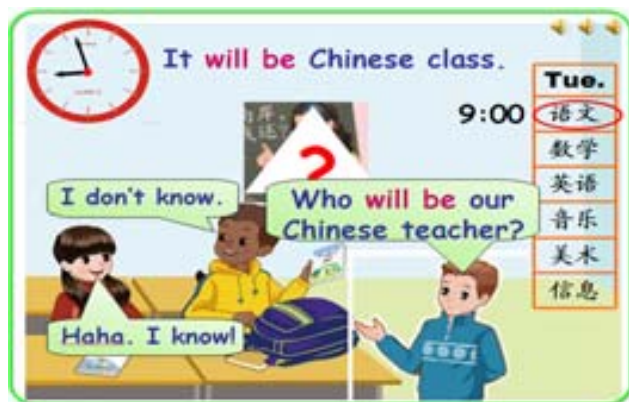 It will be Chinese class.
Tue.
9:00 语文
数学
英语
音乐
美术
信息
?
I don't know.
Who will be our
Chinese teacher?
Haha. I know!